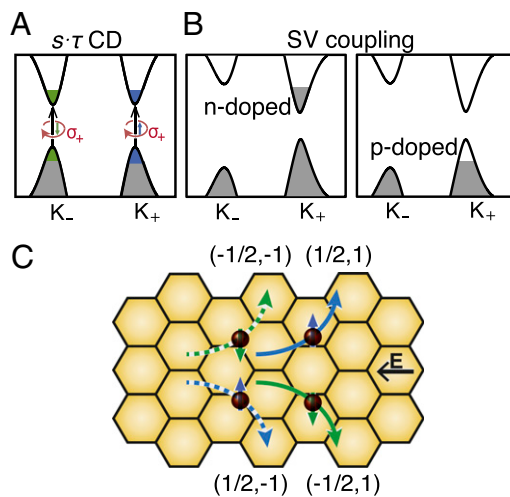 A
s·τ CD
σ+
σ+
K-
K+
B
SV coupling
n-doped
p-doped
K-
K+
K-
K+
C
(-1/2,-1)
(1/2,1)
E
(1/2,-1)
(-1/2,1)